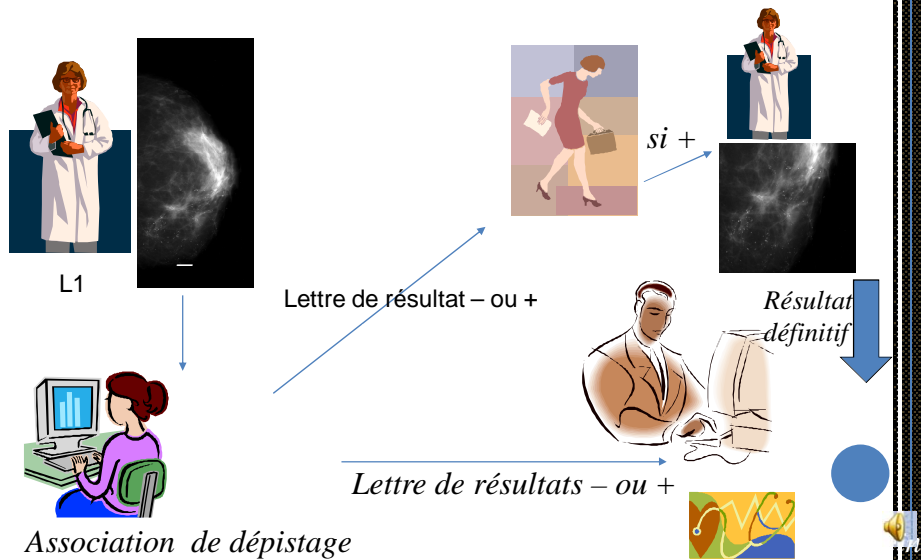 si +
L1
Lettre de résultat – ou +
Résultat
définitif
Lettre de résultats – ou +
Association de dépistage